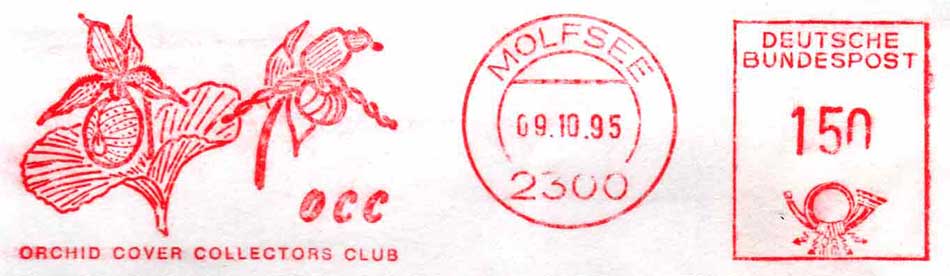 OCC
ORCHID COVER COLLECTORS CLUB
MOLFSEE
09.10.95
2300
DEUTSCHE
BUNDESPOST
150